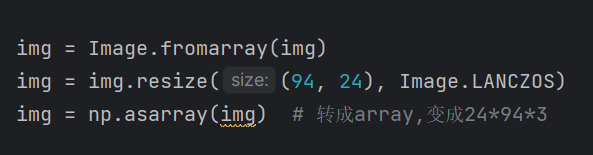 img = Image.fromarray(img)
img = img.resize( size: (94, 24), Image.LANCZOS)
img = np.asarray(img)  # 转成array,变成24*94*3